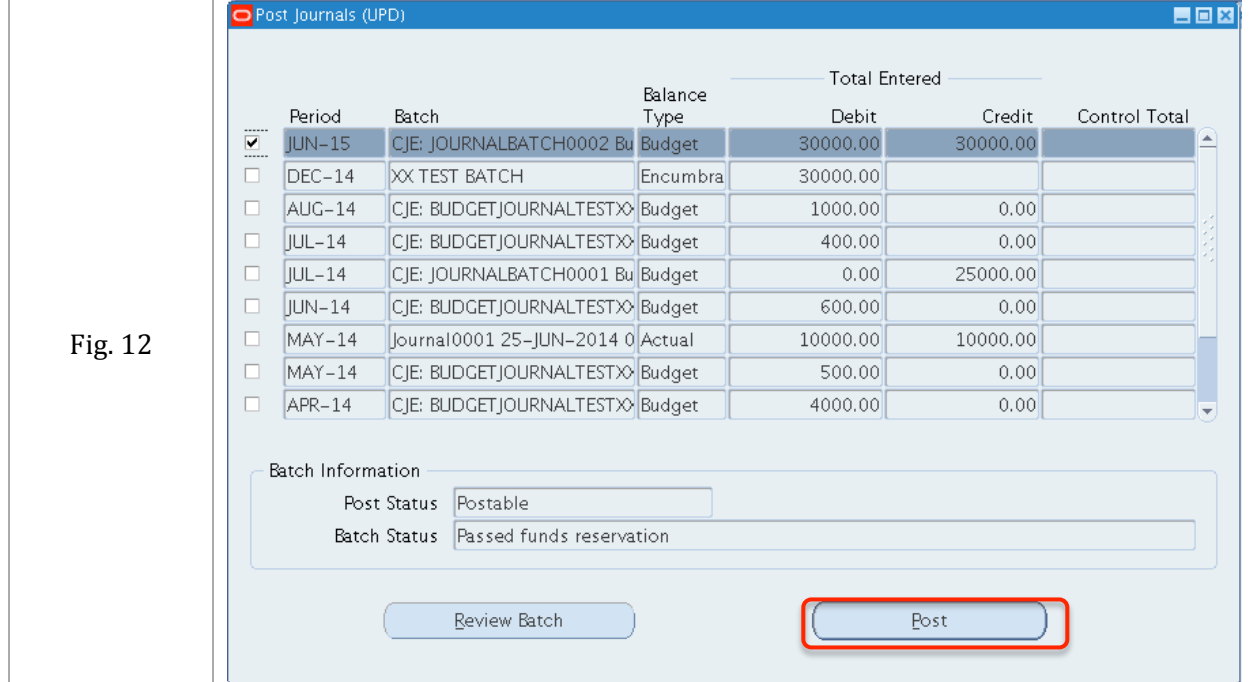 Post Journals (UPD)
Total Entered
Period Batch Balance Type Debit Credit Control Total
JUN-15 CJE: JOURNALBATCH0002 Bu Budget 30000.00 30000.00
DEC-14 XX TEST BATCH Encumbra 30000.00
AUG-14 CJE: BUDGETJOURNALTESTXX Budget 1000.00 0.00
JUL-14 CJE: BUDGETJOURNALTESTXX Budget 400.00 0.00
JUL-14 CJE: JOURNALBATCH0001 Bu Budget 0.00 25000.00
JUN-14 CJE: BUDGETJOURNALTESTXX Budget 600.00 0.00
Fig. 12
MAY-14 Journal0001 25-JUN-2014 0 Actual 10000.00 10000.00
MAY-14 CJE: BUDGETJOURNALTESTXX Budget 500.00 0.00
APR-14 CJE: BUDGETJOURNALTESTXX Budget 4000.00 0.00
Batch Information
Post Status Postable
Batch Status Passed funds reservation
Review Batch Post